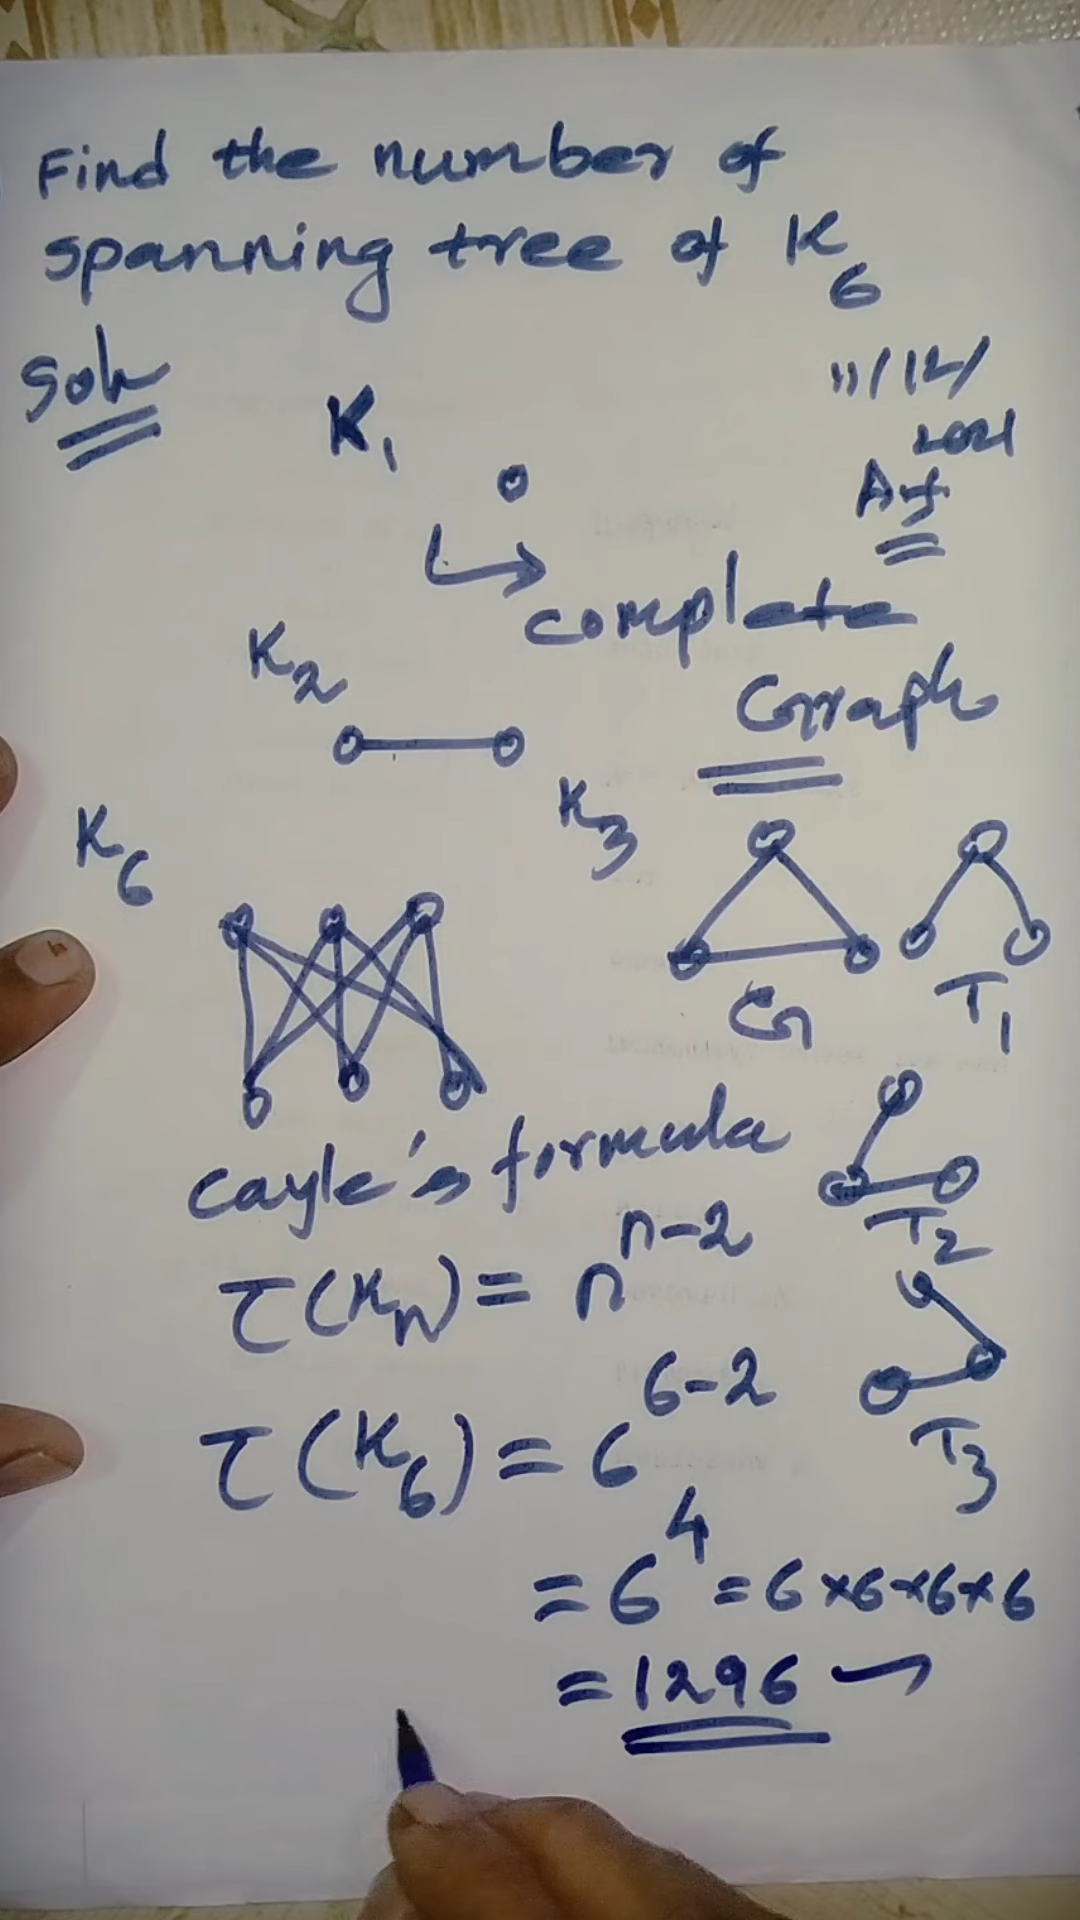 Find the number of
spanning tree of K6
Soln
11/12/
2021
K1
complete
Graph
K2
K3
K6
G
T1
cayle's formula
T2
τ(Kn) = n^n-2
T3
τ(K6) = 6^6-2
= 6^4 = 6×6×6×6
= 1296